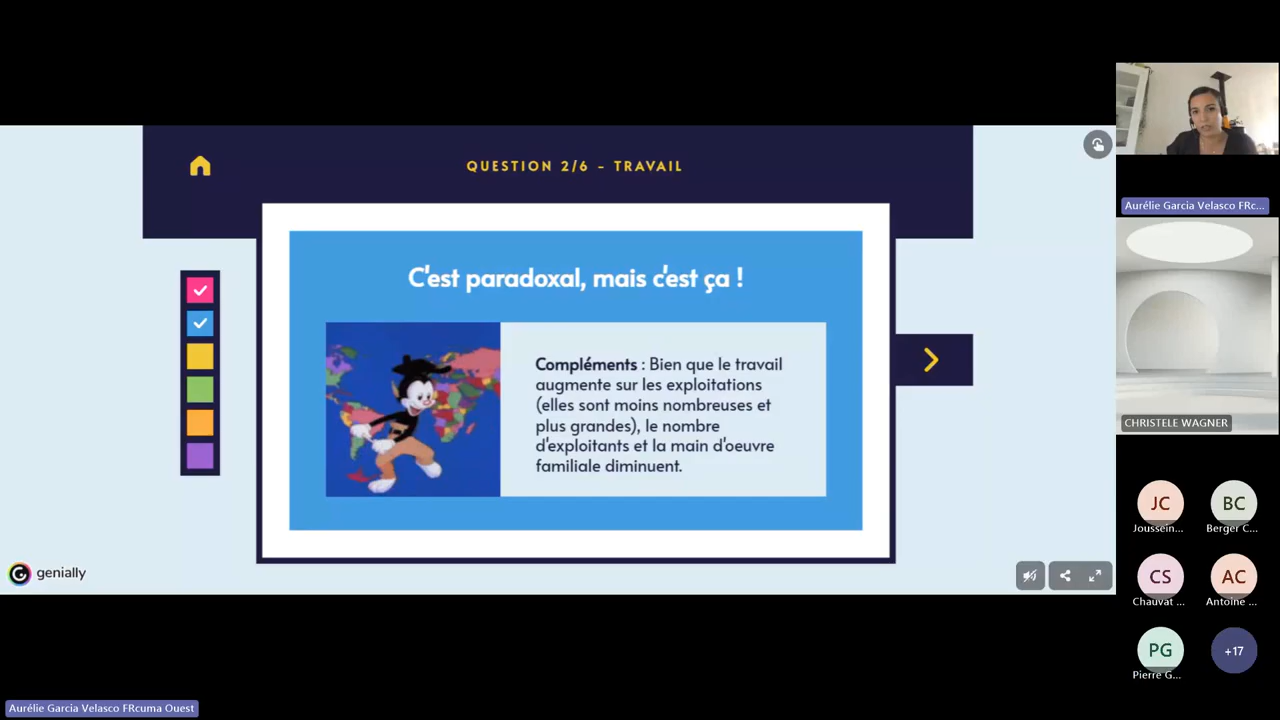 QUESTION 2/6 - TRAVAIL
C'est paradoxal, mais c'est ça !
Compléments : Bien que le travail
augmente sur les exploitations
(elles sont moins nombreuses et
plus grandes), le nombre
d'exploitants et la main d'oeuvre
familiale diminuent.
genially
Aurélie Garcia Velasco FRc...
CHRISTELE WAGNER
JC
BC
Joussein...
Berger C...
CS
AC
Chauvat ...
Antoine ...
PG
+17
Pierre G...
Aurélie Garcia Velasco FRcuma Ouest